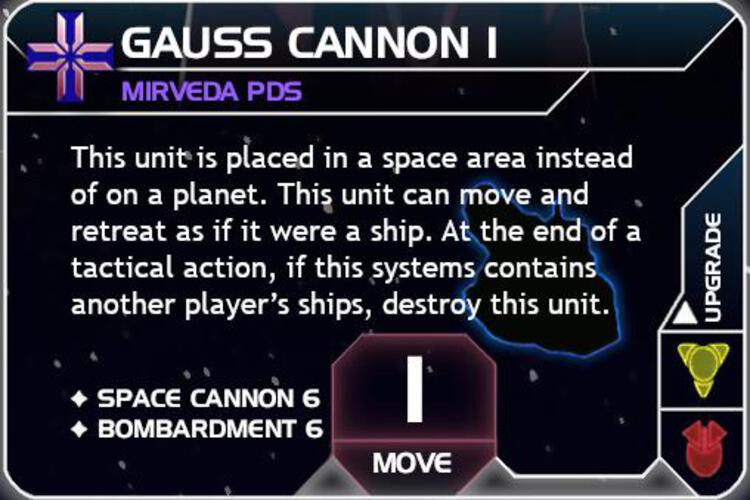 GAUSS CANNON I
MIRVEDA PDS
This unit is placed in a space area instead
of on a planet. This unit can move and
retreat as if it were a ship. At the end of a
tactical action, if this systems contains
another player's ships, destroy this unit.
UPGRADE
SPACE CANNON 6
BOMBARDMENT 6
1
MOVE